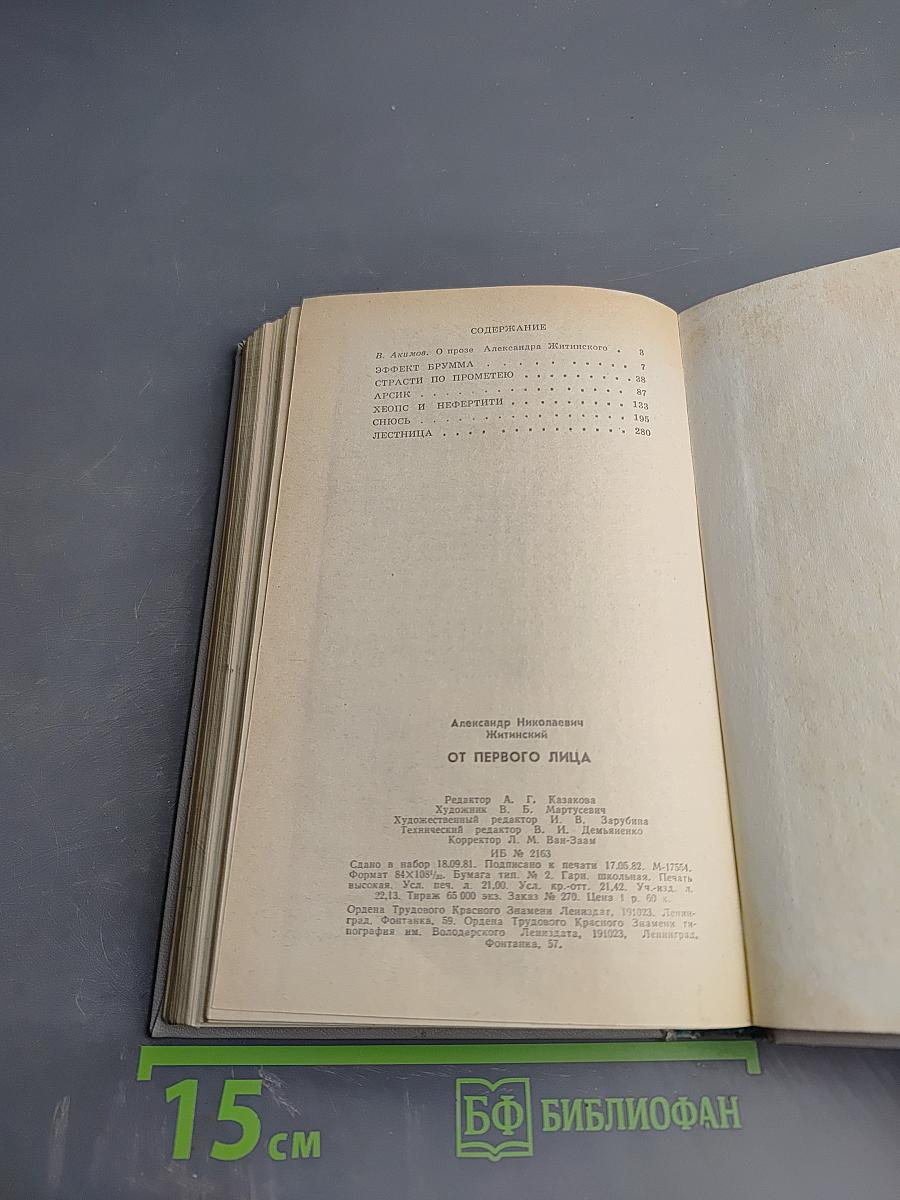 СОДЕРЖАНИЕ
В. Акимов. О прозе Александра Житинского . 3
ЭФФЕКТ БРУММА . . . . . . . . . . 7
СТРАСТИ ПО ПРОМЕТЕЮ . . . . . . . . 38
АРСИК . . . . . . . . . . . . . 87
ХЕОПС И НЕФЕРТИТИ . . . . . . . . . 133
СНЮСЬ . . . . . . . . . . . . . 195
ЛЕСТНИЦА . . . . . . . . . . . . 280
Александр Николаевич
Житинский
ОТ ПЕРВОГО ЛИЦА
Редактор А. Г. Казакова
Художник В. Б. Мартусевич
Художественный редактор И. В. Зарубина
Технический редактор В. И. Демьяненко
Корректор Л. М. Ван-Заам
ИБ № 2163
Сдано в набор 18.09.81. Подписано к печати 17.05.82. М-17554.
Формат 84×108¹/₃₂. Бумага тип. № 2. Гарн. школьная. Печать
высокая. Усл. печ. л. 21,00. Усл. кр.-отт. 21,42. Уч.-изд. л.
22,13. Тираж 65 000 экз. Заказ № 270. Цена 1 р. 60 к.
Ордена Трудового Красного Знамени Лениздат, 191023, Ленин-
град, Фонтанка, 59. Ордена Трудового Красного Знамени ти-
пография им. Володарского Лениздата, 191023, Ленинград,
Фонтанка, 57.
15 см
БФ БИБЛИОФАН